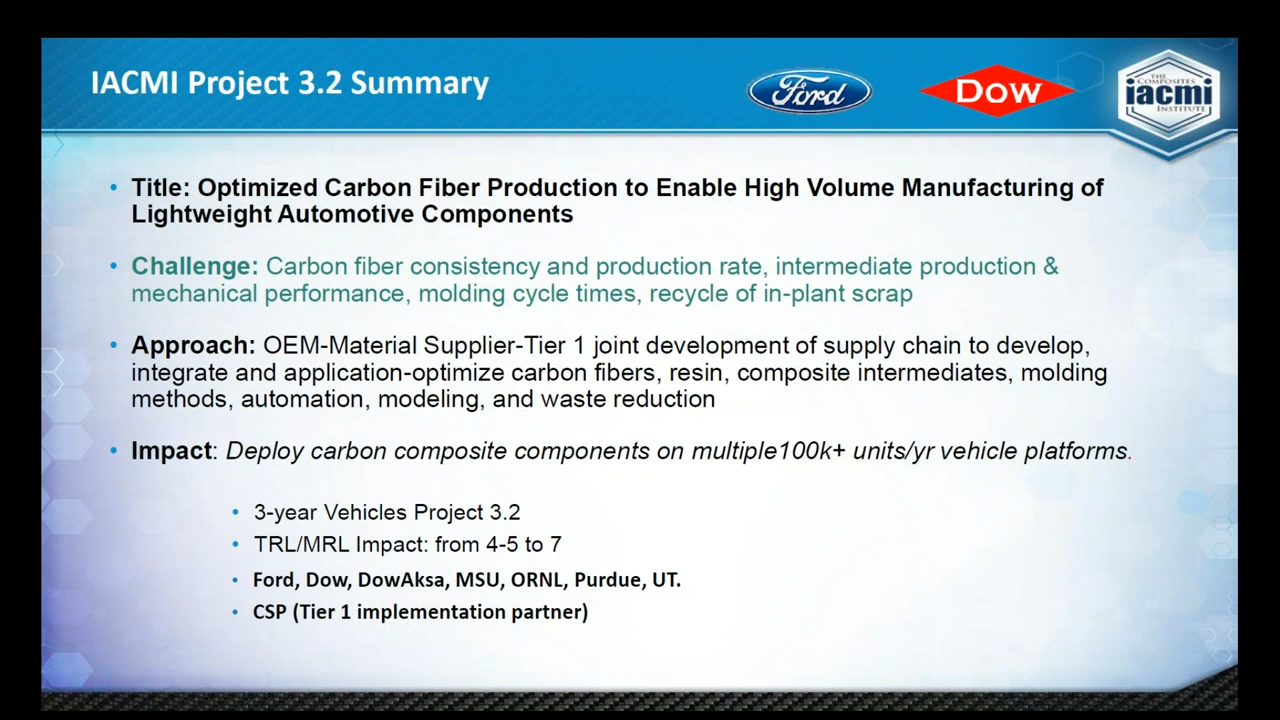 IACMI Project 3.2 Summary
Ford
Dow
THE
COMPOSITES
iacmi
INSTITUTE
• Title: Optimized Carbon Fiber Production to Enable High Volume Manufacturing of
Lightweight Automotive Components
• Challenge: Carbon fiber consistency and production rate, intermediate production &
mechanical performance, molding cycle times, recycle of in-plant scrap
• Approach: OEM-Material Supplier-Tier 1 joint development of supply chain to develop,
integrate and application-optimize carbon fibers, resin, composite intermediates, molding
methods, automation, modeling, and waste reduction
• Impact: Deploy carbon composite components on multiple100k+ units/yr vehicle platforms.
• 3-year Vehicles Project 3.2
• TRL/MRL Impact: from 4-5 to 7
• Ford, Dow, DowAksa, MSU, ORNL, Purdue, UT.
• CSP (Tier 1 implementation partner)